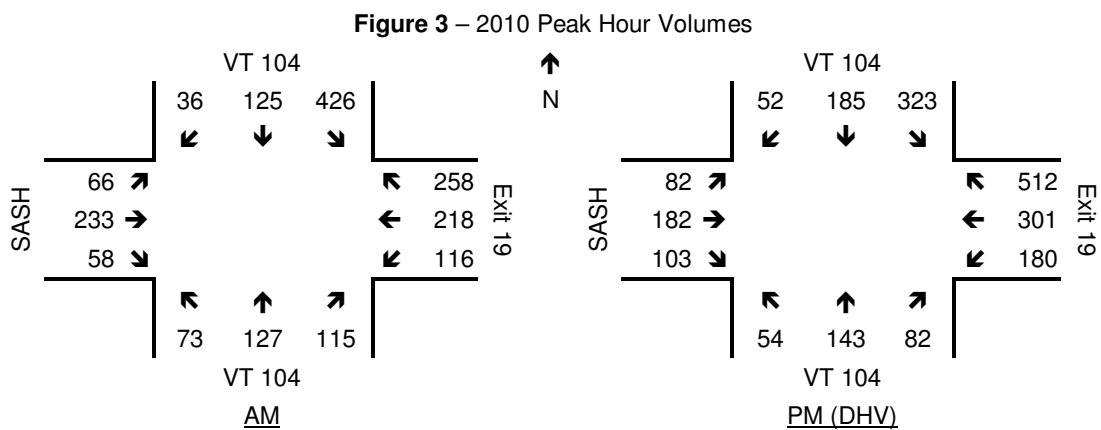 Figure 3 – 2010 Peak Hour Volumes
VT 104
36 125 426
SASH
66
233
58
258
218
116
Exit 19
73 127 115
VT 104
AM
N
VT 104
52 185 323
SASH
82
182
103
512
301
180
Exit 19
54 143 82
VT 104
PM (DHV)